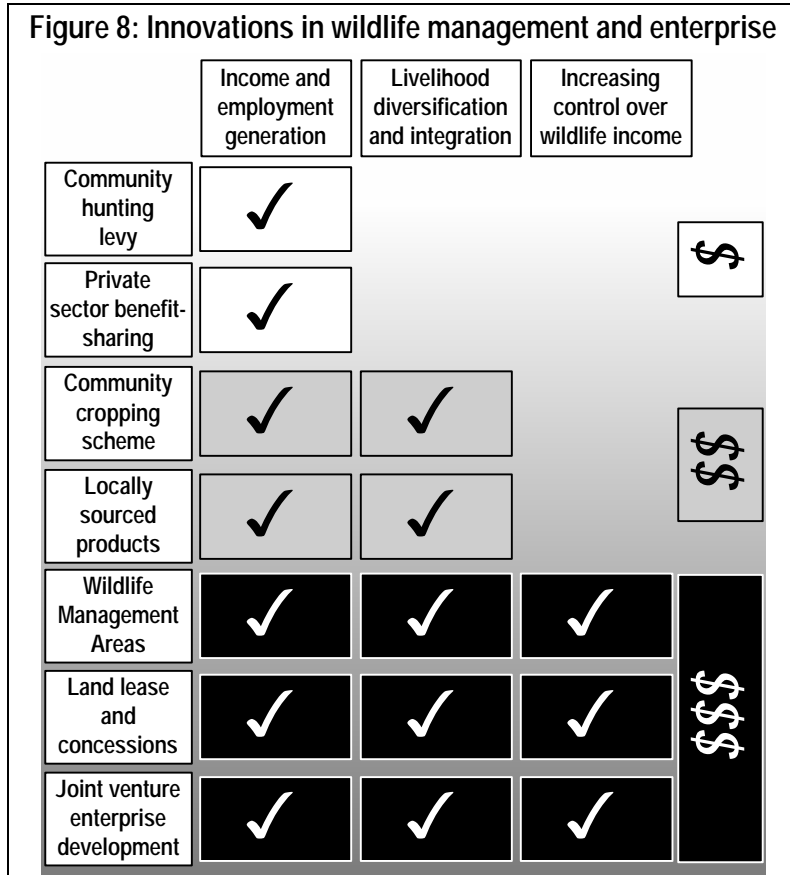 Figure 8: Innovations in wildlife management and enterprise
Income and
employment
generation
Livelihood
diversification
and integration
Increasing
control over
wildlife income
Community
hunting
levy
✓
$
Private
sector benefit-
sharing
✓
Community
cropping
scheme
✓
✓
$$
Locally
sourced
products
✓
✓
Wildlife
Management
Areas
✓
✓
✓
$$$
Land lease
and
concessions
✓
✓
✓
Joint venture
enterprise
development
✓
✓
✓